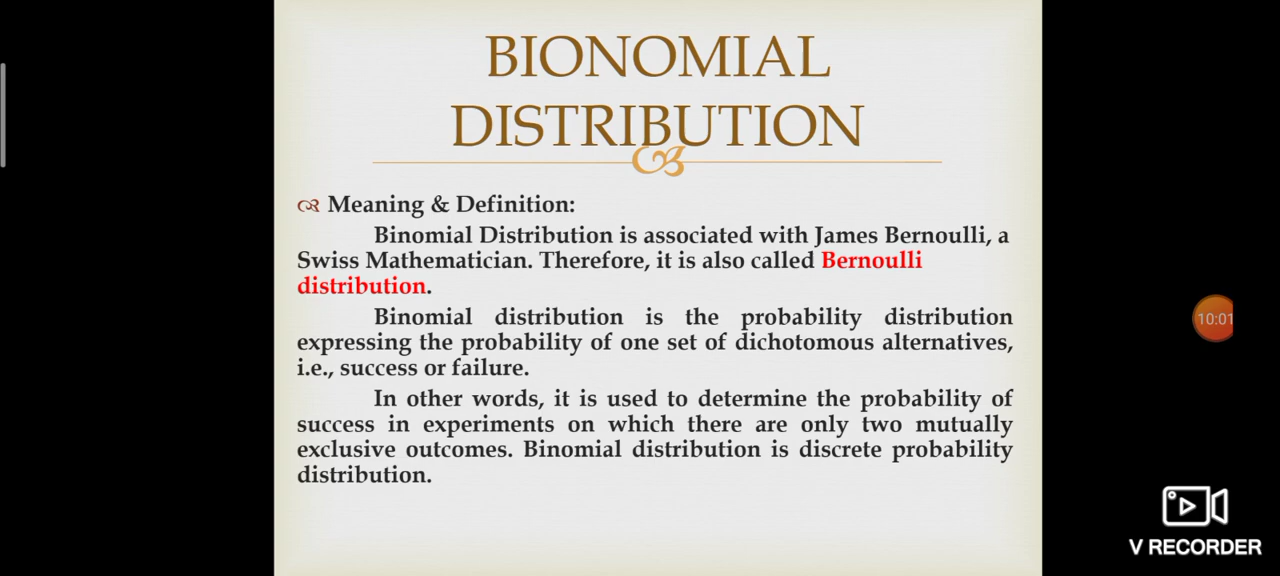 BIONOMIAL
DISTRIBUTION
Meaning & Definition:
Binomial Distribution is associated with James Bernoulli, a
Swiss Mathematician. Therefore, it is also called Bernoulli
distribution.
Binomial distribution is the probability distribution
expressing the probability of one set of dichotomous alternatives,
i.e., success or failure.
In other words, it is used to determine the probability of
success in experiments on which there are only two mutually
exclusive outcomes. Binomial distribution is discrete probability
distribution.
10:01
V RECORDER